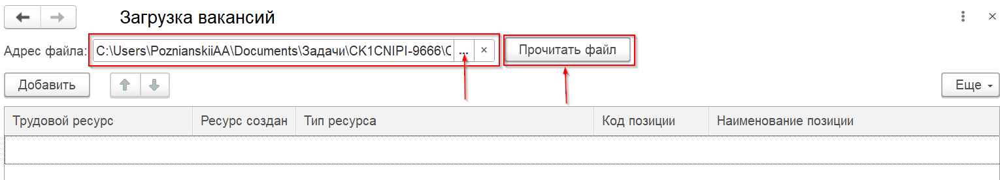 Загрузка вакансий
Адрес файла: C:\Users\PoznianskiiAA\Documents\Задачи\CK1CNIPI-9666\С ... × Прочитать файл
Добавить Еще
Трудовой ресурс Ресурс создан Тип ресурса Код позиции Наименование позиции